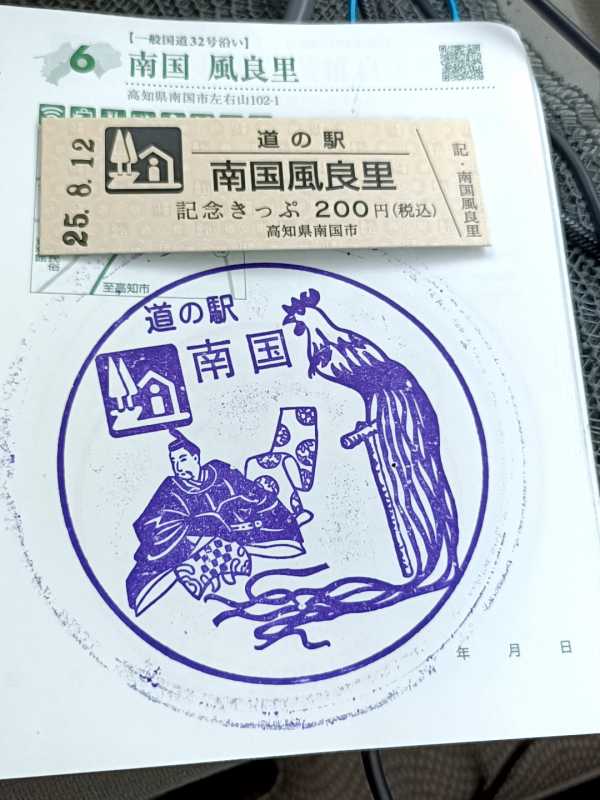 【一般国道32号沿い】
6
南国 風良里
高知県南国市左右山102-1
25.8.12
道の駅
南国風良里
記念きっぷ 200円(税込)
高知県南国市
記・南国風良里
至高知市
道の駅
南国
年 月 日